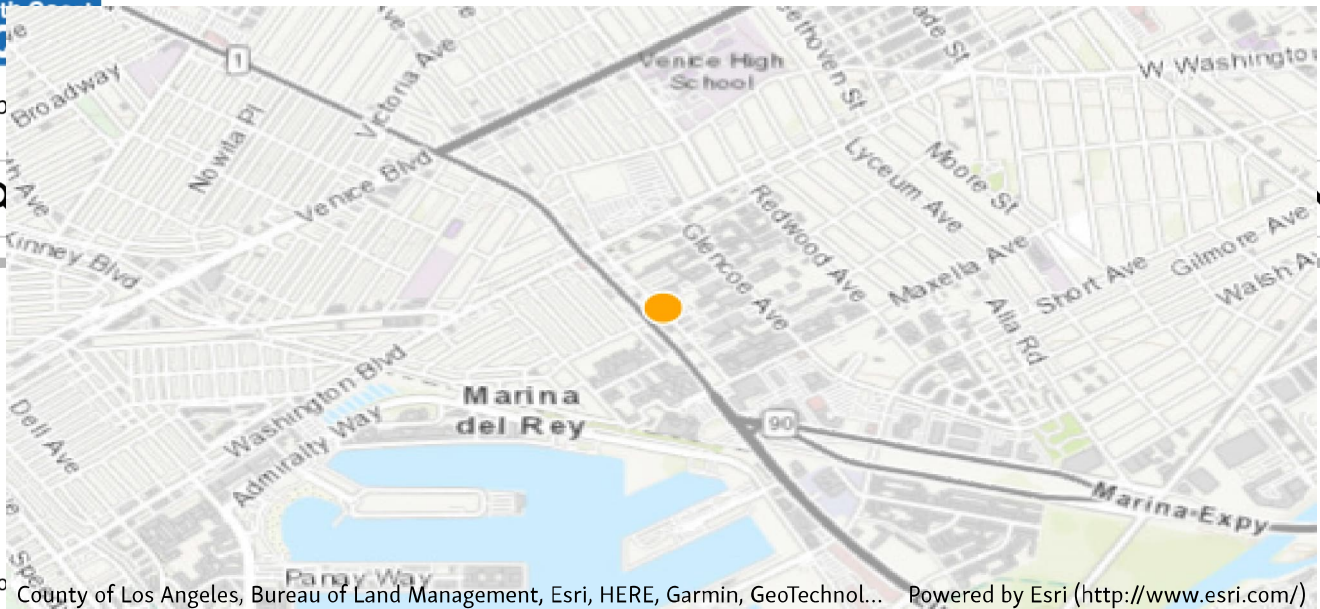 1
Broadway
Nowita Pl
Victoria Ave
Venice Blvd
Venice High
School
W Washington
Lyceum Ave
Moore St
Redwood Ave
Glencoe Ave
Maxella Ave
Short Ave
Gilmore Ave
Alla Rd
Washington Blvd
Admiralty Way
Dell Ave
Marina
del Rey
90
Marina Expy
Panay Way
County of Los Angeles, Bureau of Land Management, Esri, HERE, Garmin, GeoTechnol...
Powered by Esri (http://www.esri.com/)